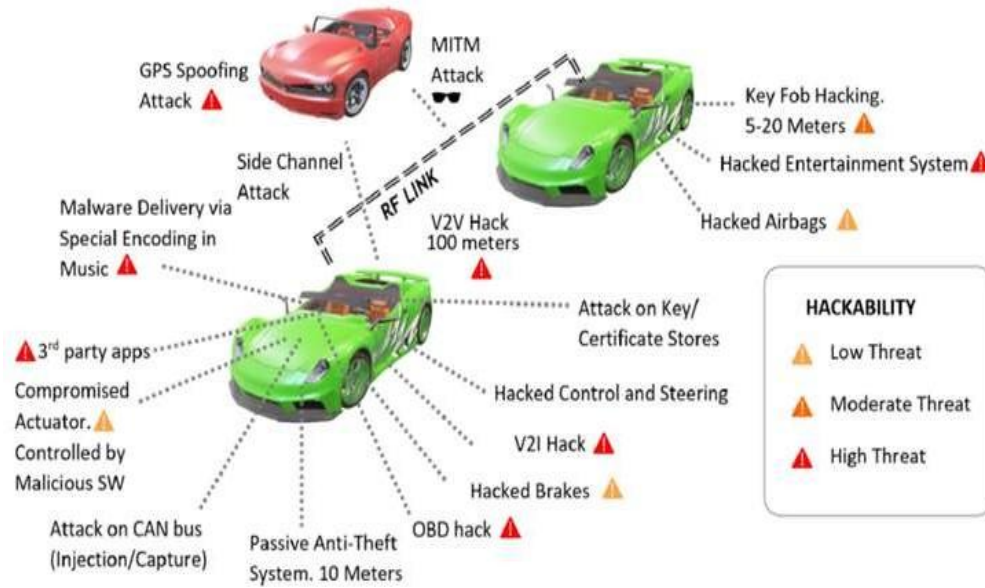 GPS Spoofing
Attack
MITM
Attack
Key Fob Hacking.
5-20 Meters
Hacked Entertainment System
Side Channel
Attack
RF LINK
Malware Delivery via
Special Encoding in
Music
V2V Hack
100 meters
Hacked Airbags
HACKABILITY
Low Threat
Moderate Threat
High Threat
Attack on Key/
Certificate Stores
3rd party apps
Compromised
Actuator.
Controlled by
Malicious SW
Hacked Control and Steering
V2I Hack
Hacked Brakes
OBD hack
Attack on CAN bus
(Injection/Capture)
Passive Anti-Theft
System. 10 Meters